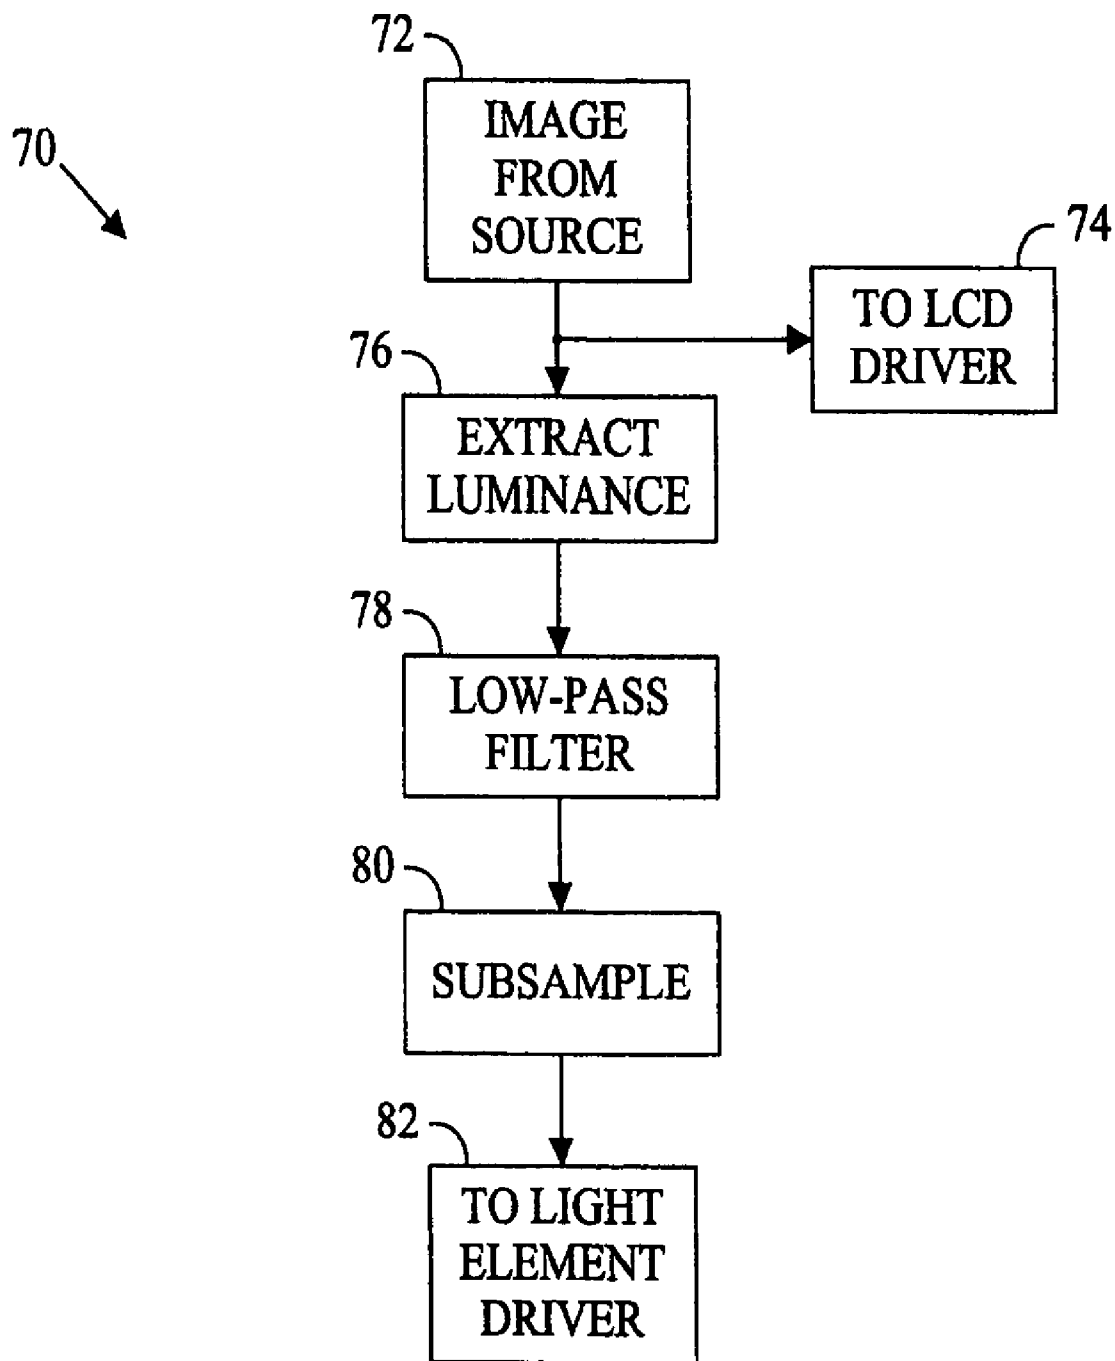 72
IMAGE
FROM
SOURCE
70
74
TO LCD
DRIVER
76
EXTRACT
LUMINANCE
78
LOW-PASS
FILTER
80
SUBSAMPLE
82
TO LIGHT
ELEMENT
DRIVER